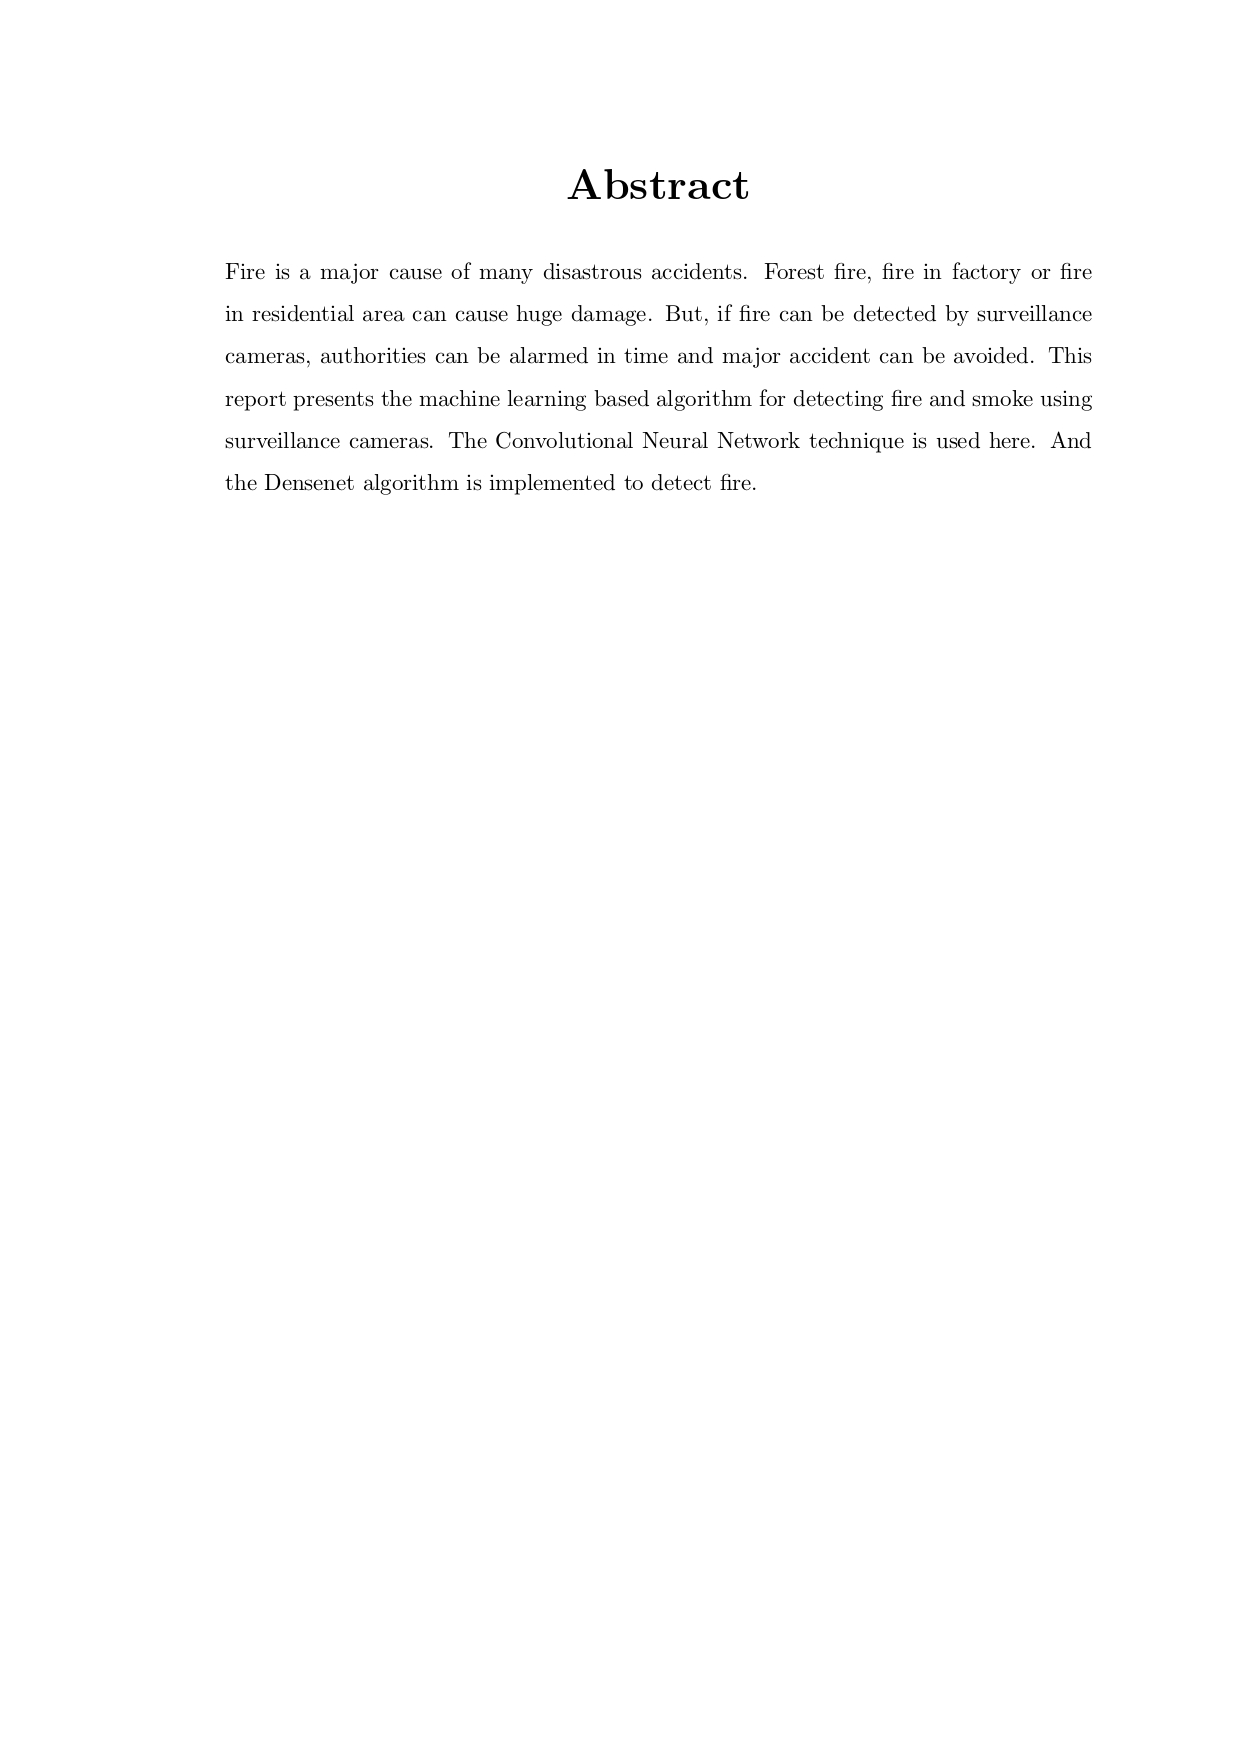 Abstract
Fire is a major cause of many disastrous accidents. Forest fire, fire in factory or fire
in residential area can cause huge damage. But, if fire can be detected by surveillance
cameras, authorities can be alarmed in time and major accident can be avoided. This
report presents the machine learning based algorithm for detecting fire and smoke using
surveillance cameras. The Convolutional Neural Network technique is used here. And
the Densenet algorithm is implemented to detect fire.